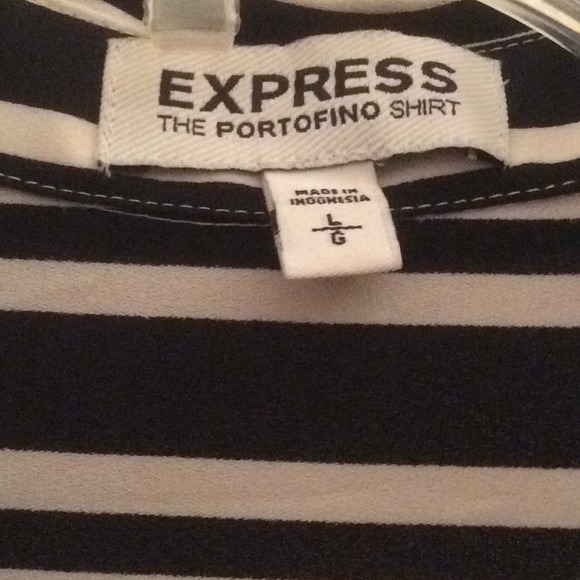 EXPRESS
THE PORTOFINO SHIRT
MADE IN
INDONESIA
L
G